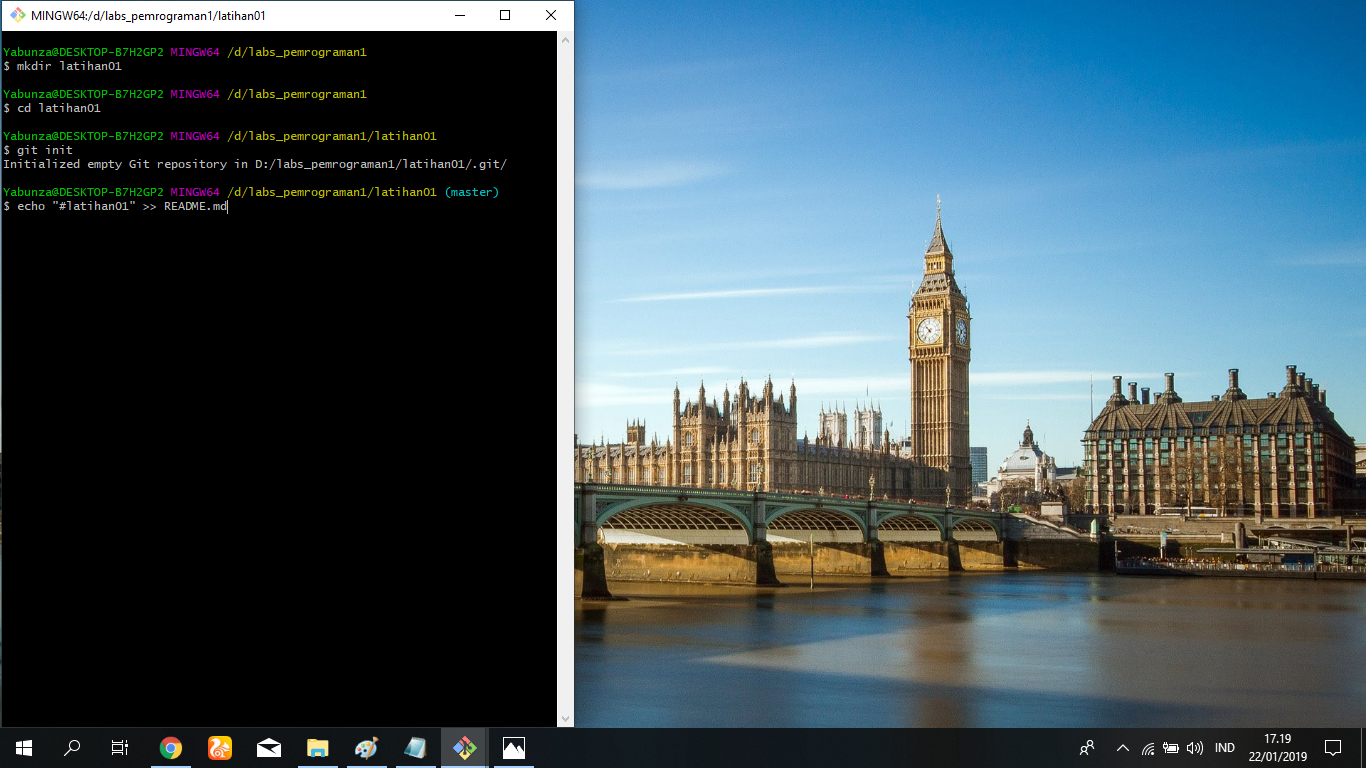 MINGW64:/d/labs_pemrograman1/latihan01
Yabunza@DESKTOP-B7H2GP2 MINGW64 /d/labs_pemrograman1
$ mkdir latihan01
Yabunza@DESKTOP-B7H2GP2 MINGW64 /d/labs_pemrograman1
$ cd latihan01
Yabunza@DESKTOP-B7H2GP2 MINGW64 /d/labs_pemrograman1/latihan01
$ git init
Initialized empty Git repository in D:/labs_pemrograman1/latihan01/.git/
Yabunza@DESKTOP-B7H2GP2 MINGW64 /d/labs_pemrograman1/latihan01 (master)
$ echo "#latihan01" >> README.md
IND
17.19
22/01/2019